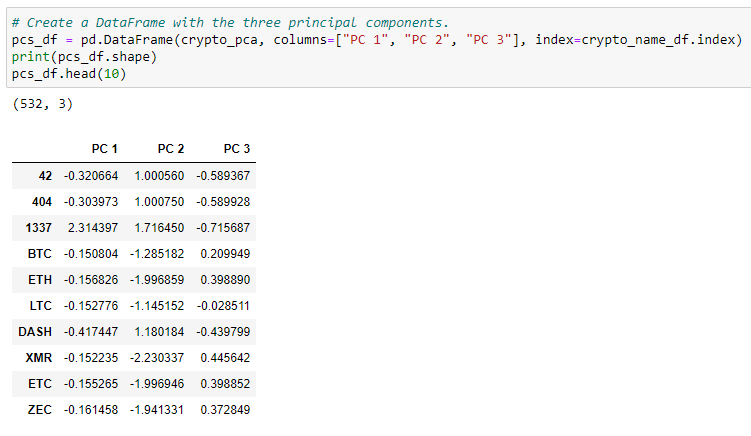 # Create a DataFrame with the three principal components.
pcs_df = pd.DataFrame(crypto_pca, columns=["PC 1", "PC 2", "PC 3"], index=crypto_name_df.index)
print(pcs_df.shape)
pcs_df.head(10)
(532, 3)
PC 1 PC 2 PC 3
42 -0.320664 1.000560 -0.589367
404 -0.303973 1.000750 -0.589928
1337 2.314397 1.716450 -0.715687
BTC -0.150804 -1.285182 0.209949
ETH -0.156826 -1.996859 0.398890
LTC -0.152776 -1.145152 -0.028511
DASH -0.417447 1.180184 -0.439799
XMR -0.152235 -2.230337 0.445642
ETC -0.155265 -1.996946 0.398852
ZEC -0.161458 -1.941331 0.372849